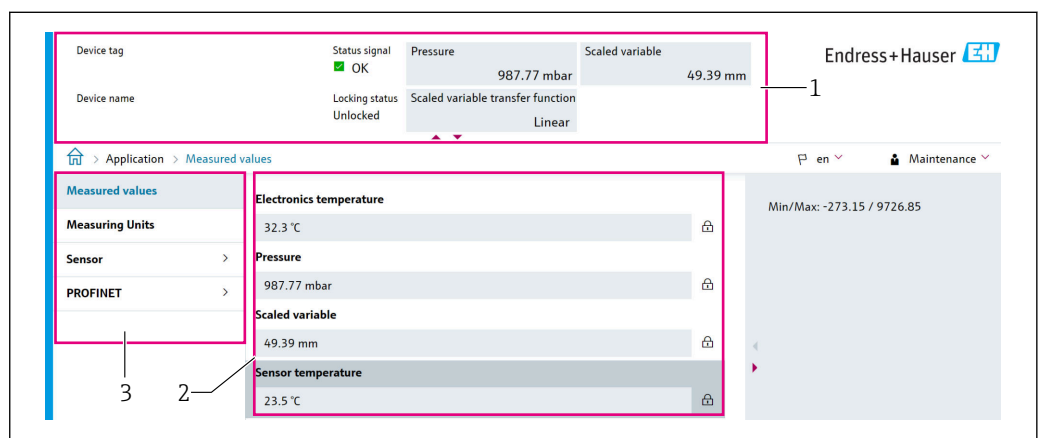 Device tag
Status signal
OK
Pressure
987.77 mbar
Scaled variable
49.39 mm
Endress+Hauser EH
1
Device name
Locking status
Unlocked
Scaled variable transfer function
Linear
> Application > Measured values
en
Maintenance
Measured values
Measuring Units
Sensor >
PROFINET >
3
2
Electronics temperature
32.3 °C
Pressure
987.77 mbar
Scaled variable
49.39 mm
Sensor temperature
23.5 °C
Min/Max: -273.15 / 9726.85